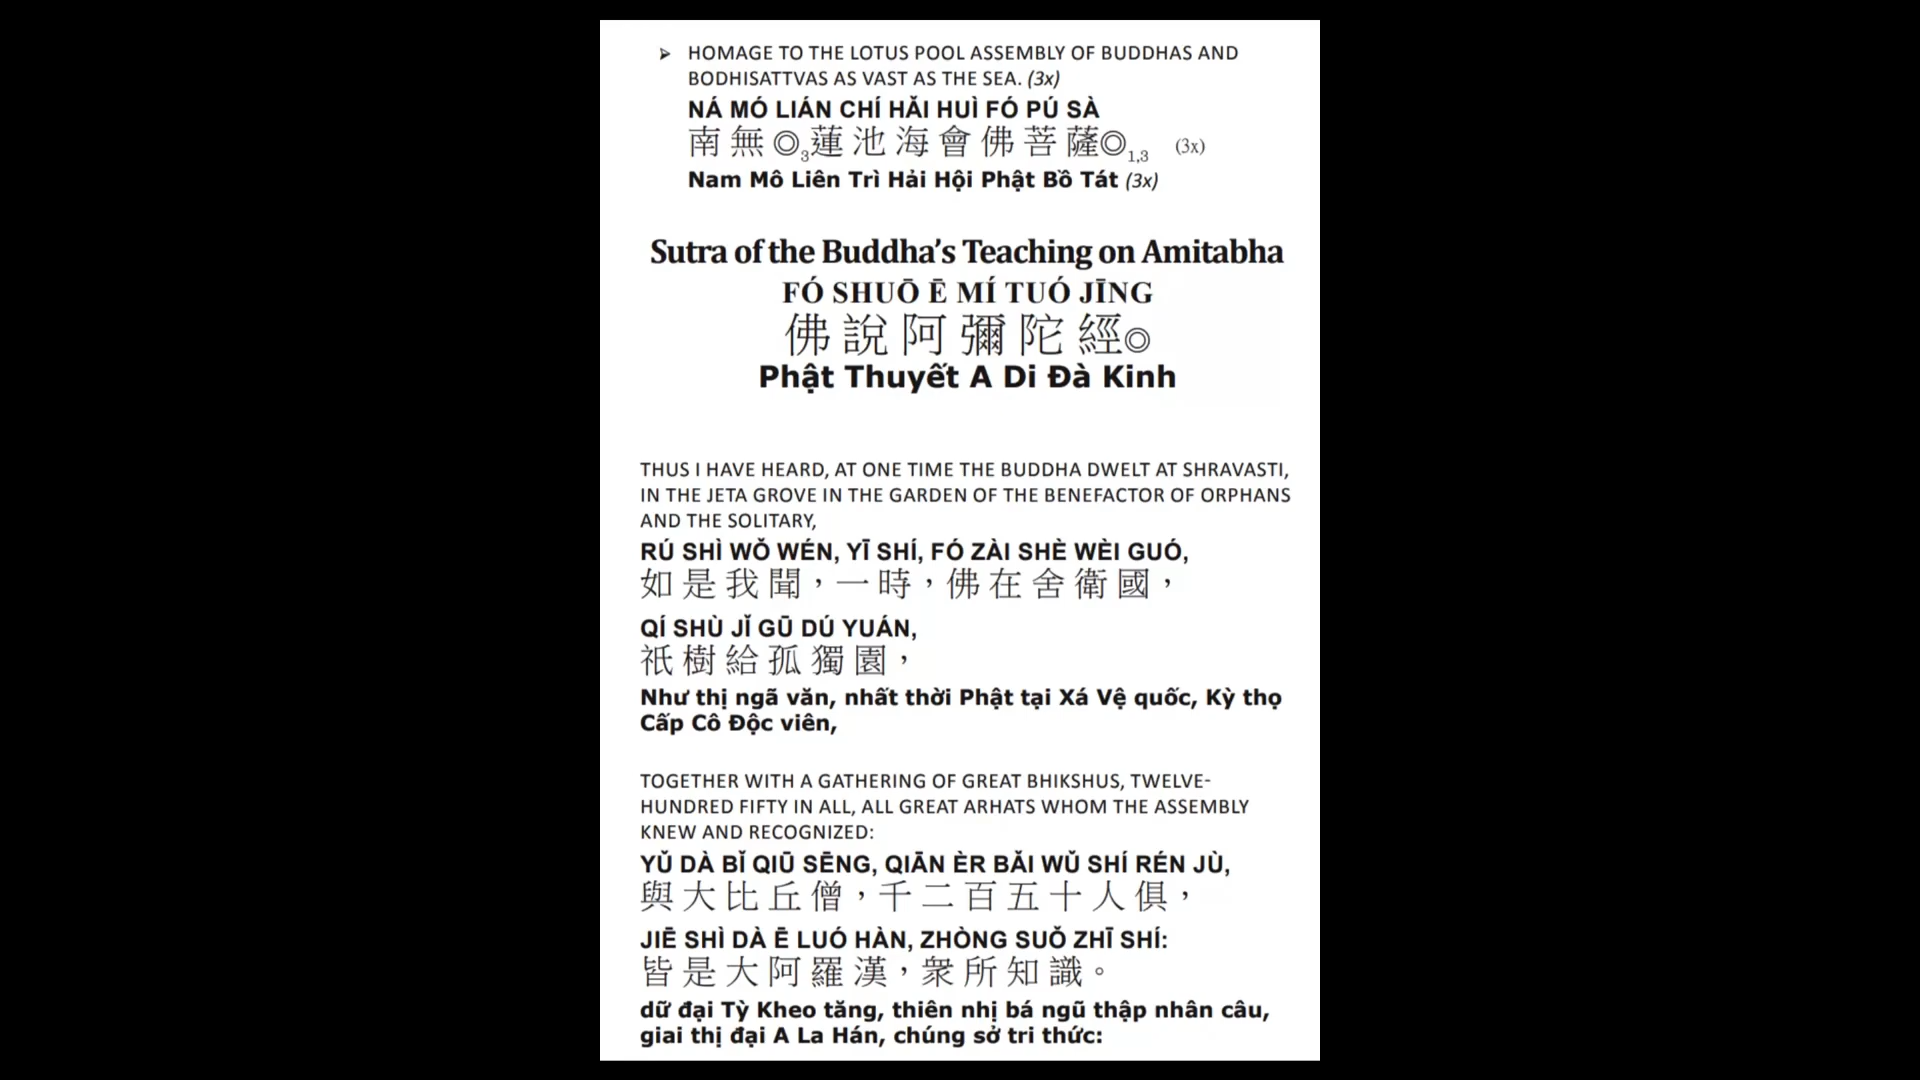 ➢ HOMAGE TO THE LOTUS POOL ASSEMBLY OF BUDDHAS AND
BODHISATTVAS AS VAST AS THE SEA. (3x)
NÁ MÓ LIÁN CHÍ HǍI HUÌ FÓ PÚ SÀ
南無◎3蓮池海會佛菩薩◎1,3 (3x)
Nam Mô Liên Trì Hải Hội Phật Bồ Tát (3x)
Sutra of the Buddha’s Teaching on Amitabha
FÓ SHUŌ Ē MÍ TUÓ JĪNG
佛說阿彌陀經◎
Phật Thuyết A Di Đà Kinh
THUS I HAVE HEARD, AT ONE TIME THE BUDDHA DWELT AT SHRAVASTI,
IN THE JETA GROVE IN THE GARDEN OF THE BENEFACTOR OF ORPHANS
AND THE SOLITARY,
RÚ SHÌ WǑ WÉN, YĪ SHÍ, FÓ ZÀI SHÈ WÈI GUÓ,
如是我聞，一時，佛在舍衛國，
QÍ SHÙ JǏ GŪ DÚ YUÁN,
祇樹給孤獨園，
Như thị ngã văn, nhất thời Phật tại Xá Vệ quốc, Kỳ thọ
Cấp Cô Độc viên,
TOGETHER WITH A GATHERING OF GREAT BHIKSHUS, TWELVE-
HUNDRED FIFTY IN ALL, ALL GREAT ARHATS WHOM THE ASSEMBLY
KNEW AND RECOGNIZED:
YǓ DÀ BǏ QIŪ SĒNG, QIĀN ÈR BǍI WǓ SHÍ RÉN JÙ,
與大比丘僧，千二百五十人俱，
JIĒ SHÌ DÀ Ē LUÓ HÀN, ZHÒNG SUǑ ZHĪ SHÍ:
皆是大阿羅漢，衆所知識。
dữ đại Tỳ Kheo tăng, thiên nhị bá ngũ thập nhân câu,
giai thị đại A La Hán, chúng sở tri thức: